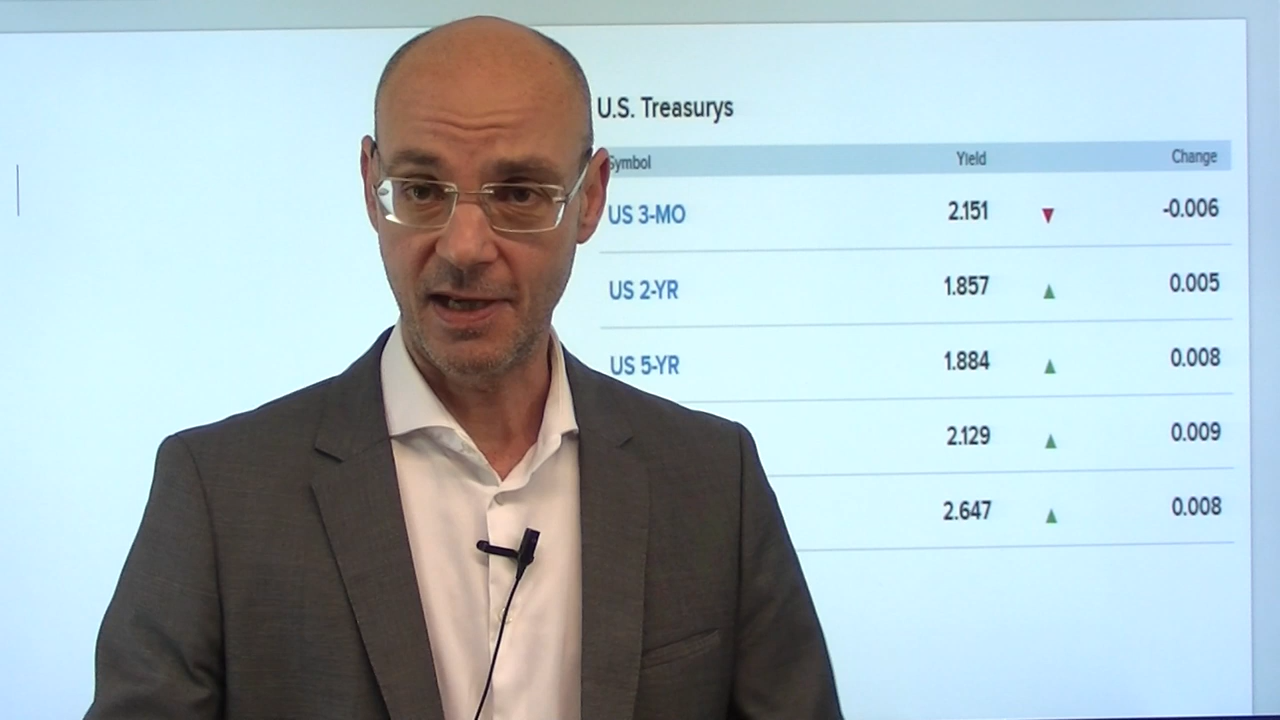 U.S. Treasurys
Symbol Yield Change
US 3-MO 2.151 ▼ -0.006
US 2-YR 1.857 ▲ 0.005
US 5-YR 1.884 ▲ 0.008
2.129 ▲ 0.009
2.647 ▲ 0.008